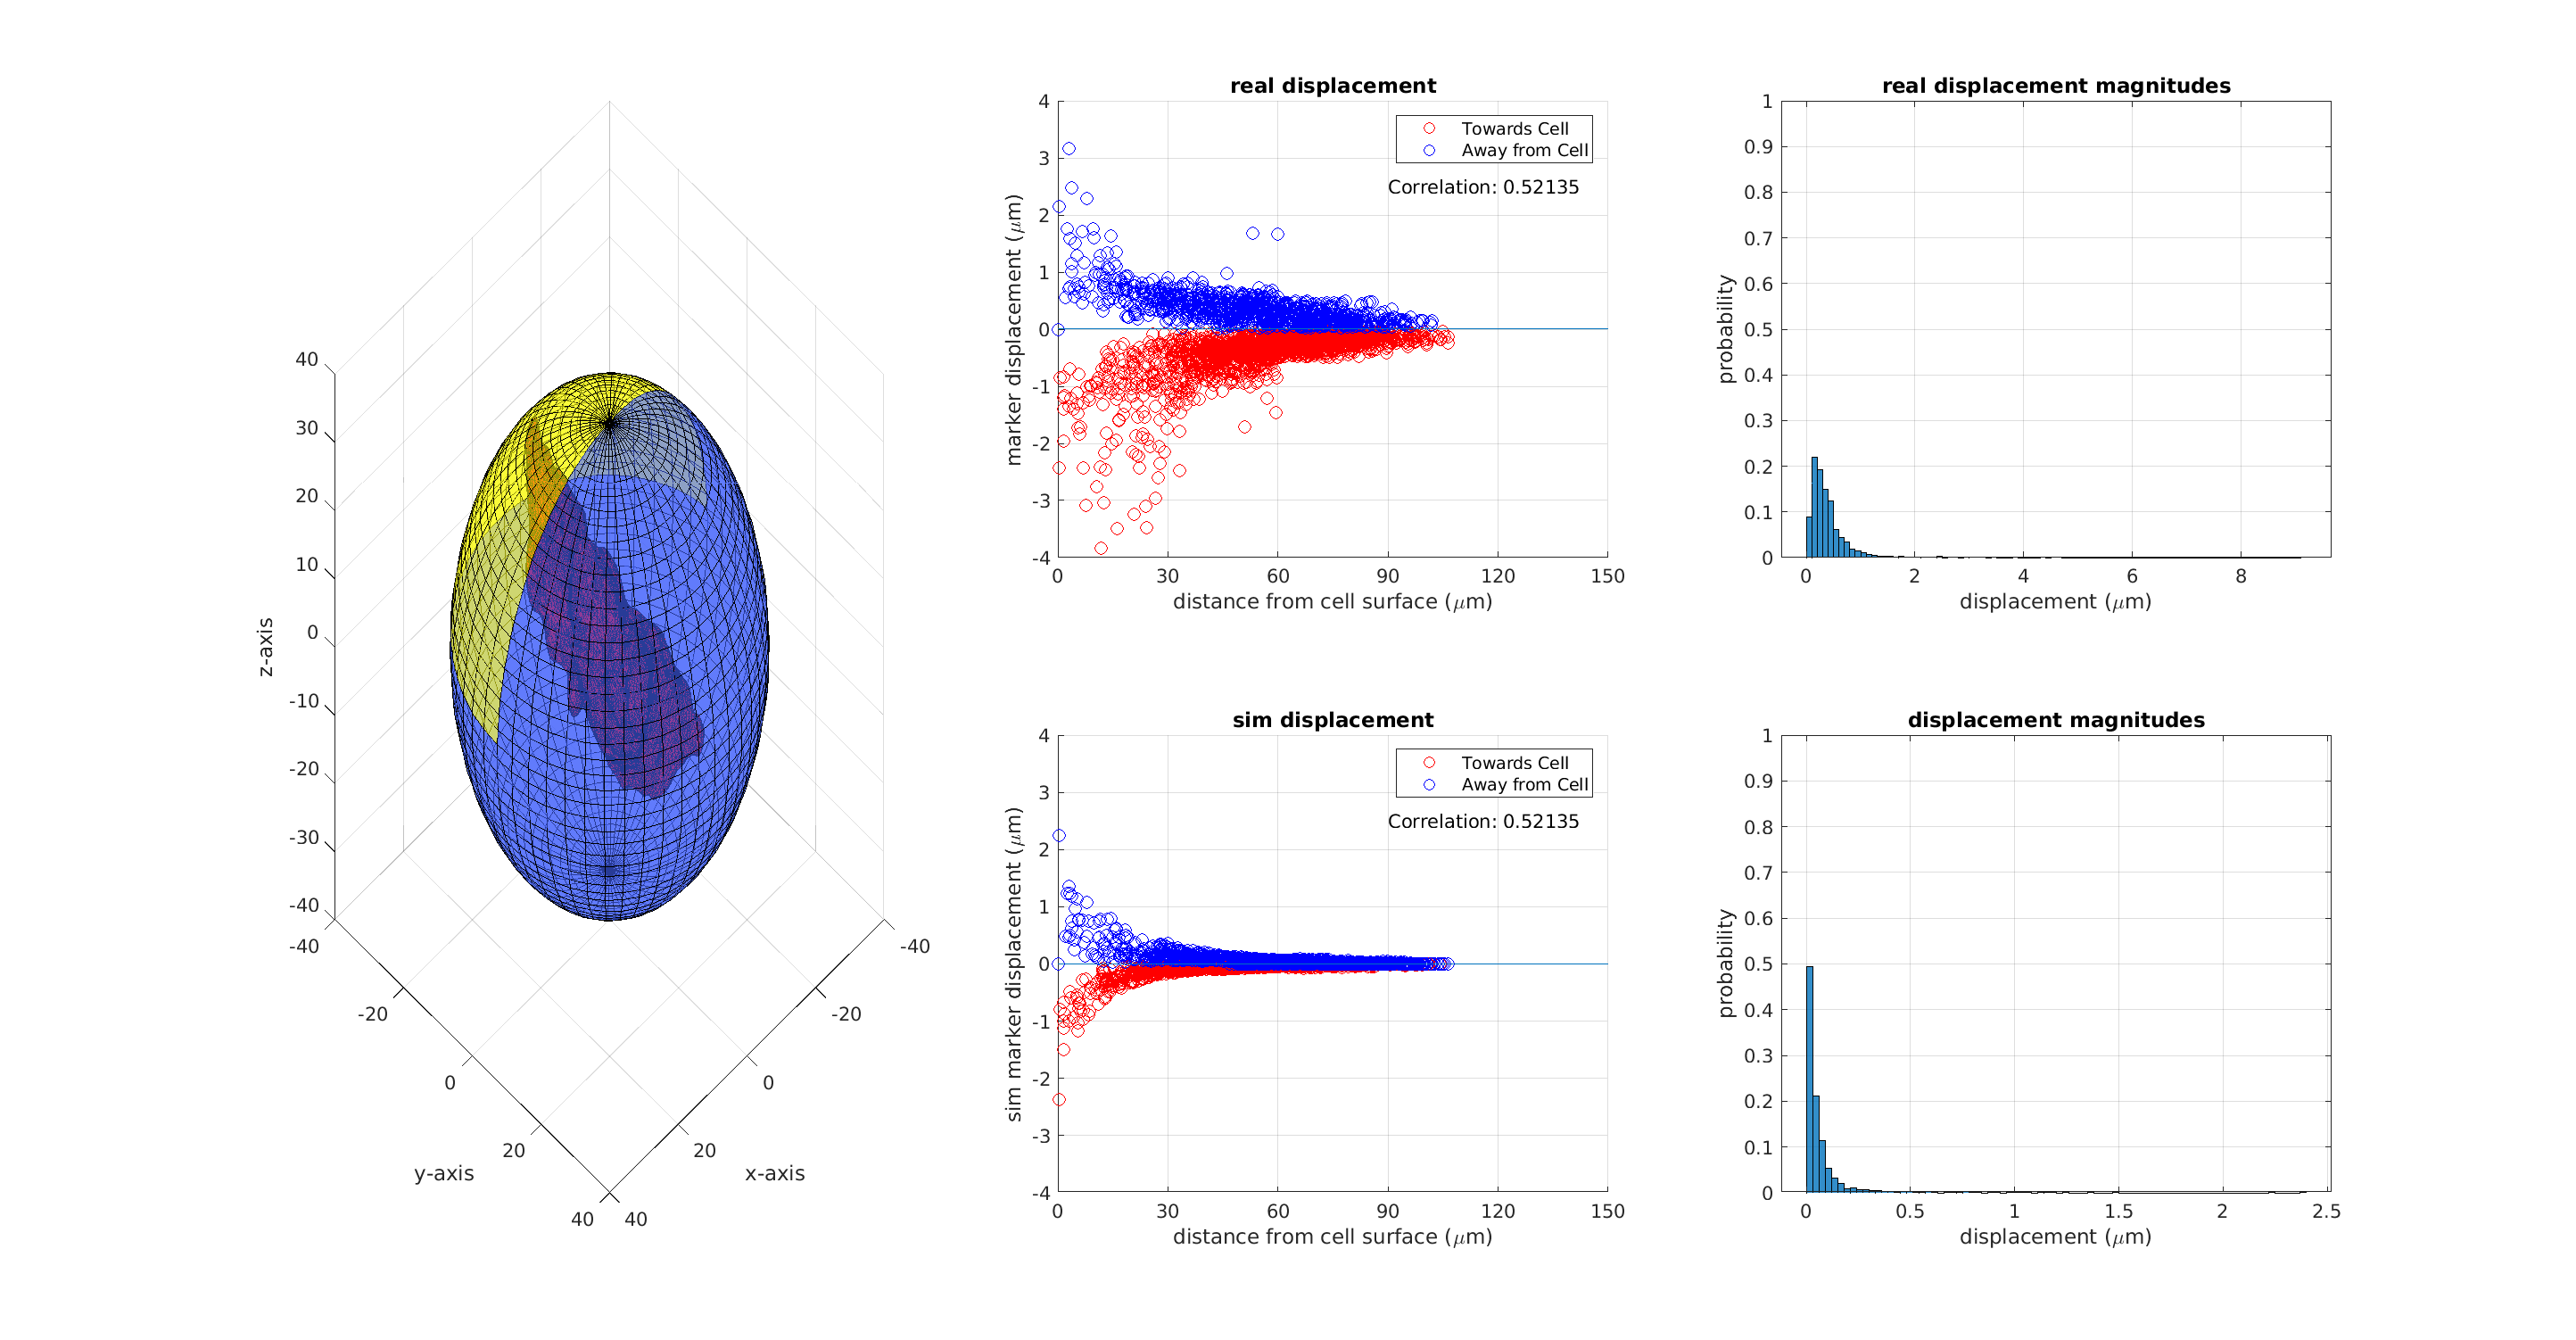 40
30
20
10
0
-10
-20
-30
-40
z-axis
-40
-20
0
20
40
y-axis
-40
-20
0
20
40
x-axis
real displacement
4
3
2
1
0
-1
-2
-3
-4
marker displacement (μm)
Towards Cell
Away from Cell
Correlation: 0.52135
0 30 60 90 120 150
distance from cell surface (μm)
real displacement magnitudes
1
0.9
0.8
0.7
0.6
0.5
0.4
0.3
0.2
0.1
0
probability
0 2 4 6 8
displacement (μm)
sim displacement
4
3
2
1
0
-1
-2
-3
-4
sim marker displacement (μm)
Towards Cell
Away from Cell
Correlation: 0.52135
0 30 60 90 120 150
distance from cell surface (μm)
displacement magnitudes
1
0.9
0.8
0.7
0.6
0.5
0.4
0.3
0.2
0.1
0
probability
0 0.5 1 1.5 2 2.5
displacement (μm)